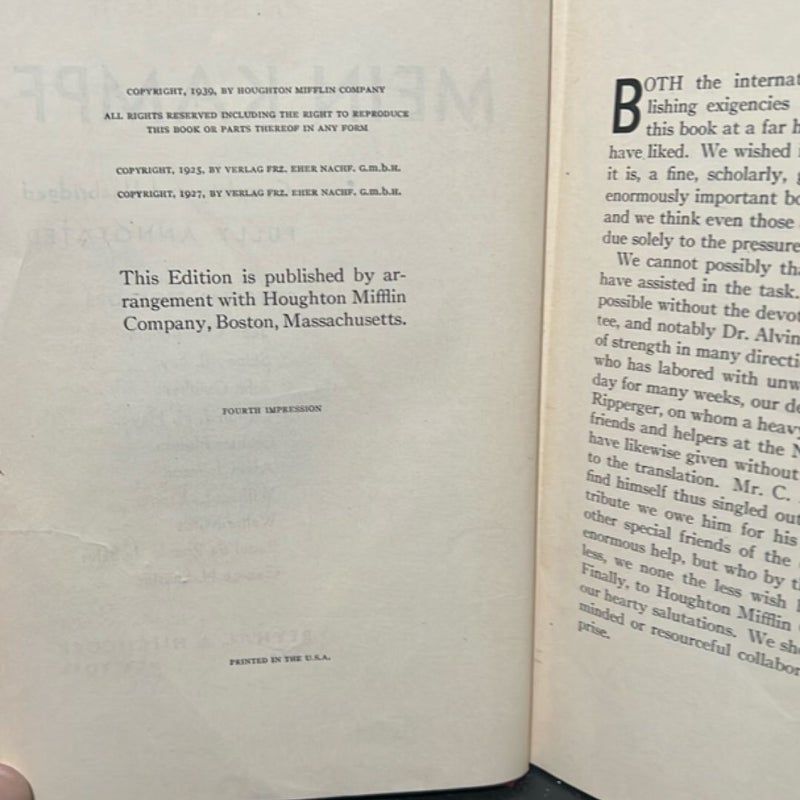 COPYRIGHT, 1939, BY HOUGHTON MIFFLIN COMPANY
ALL RIGHTS RESERVED INCLUDING THE RIGHT TO REPRODUCE
THIS BOOK OR PARTS THEREOF IN ANY FORM
COPYRIGHT, 1925, BY VERLAG FRZ. EHER NACHF. G.m.b.H.
COPYRIGHT, 1927, BY VERLAG FRZ. EHER NACHF. G.m.b.H.
This Edition is published by ar-
rangement with Houghton Mifflin
Company, Boston, Massachusetts.
FOURTH IMPRESSION
PRINTED IN THE U.S.A.
BOTH the internat
lishing exigencies
this book at a far h
have liked. We wished
it is, a fine, scholarly,
enormously important bo
and we think even those
due solely to the pressure
We cannot possibly tha
have assisted in the task.
possible without the devot
tee, and notably Dr. Alvin
of strength in many directi
who has labored with unw
day for many weeks, our de
Ripperger, on whom a heavy
friends and helpers at the N
have likewise given without
to the translation. Mr. C.
find himself thus singled out
tribute we owe him for his
other special friends of the
enormous help, but who by th
less, we none the less wish
Finally, to Houghton Mifflin
our hearty salutations. We sh
minded or resourceful collabor
prise.